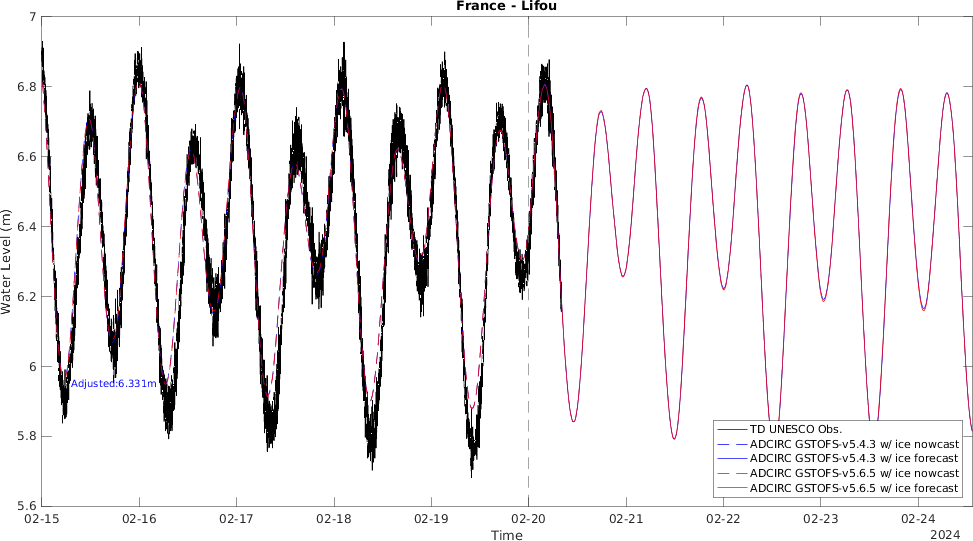 France - Lifou
Water Level (m)
7
6.8
6.6
6.4
6.2
6
5.8
5.6
Adjusted:6.331m
TD UNESCO Obs.
ADCIRC GSTOFS-v5.4.3 w/ ice nowcast
ADCIRC GSTOFS-v5.4.3 w/ ice forecast
ADCIRC GSTOFS-v5.6.5 w/ ice nowcast
ADCIRC GSTOFS-v5.6.5 w/ ice forecast
02-15 02-16 02-17 02-18 02-19 02-20 02-21 02-22 02-23 02-24
Time
2024